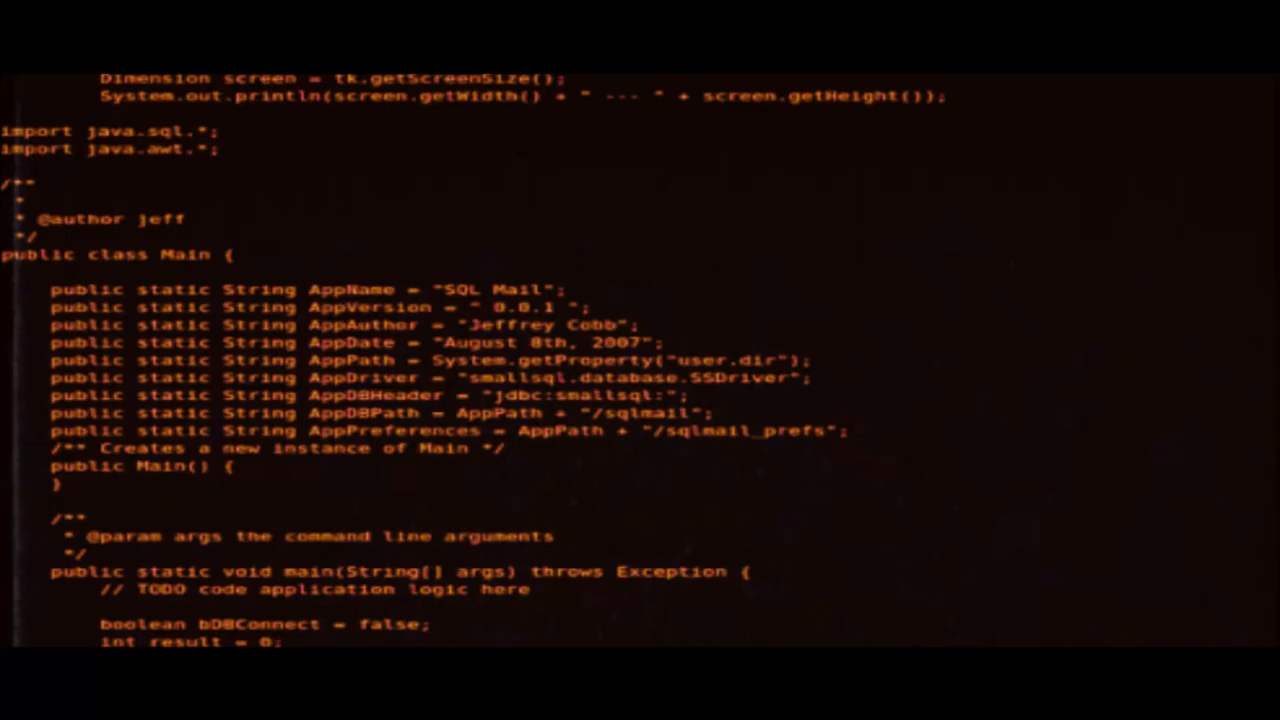 Dimension screen = tk.getScreenSize();
System.out.println(screen.getWidth() + " --- " + screen.getHeight());
import java.sql.*;
import java.awt.*;
/**
*
* @author jeff
*/
public class Main {
public static String AppName = "SQL Mail";
public static String AppVersion = " 0.0.1 ";
public static String AppAuthor = "Jeffrey Cobb";
public static String AppDate = "August 8th, 2007";
public static String AppPath = System.getProperty("user.dir");
public static String AppDriver = "smallsql.database.SSDriver";
public static String AppDBHeader = "jdbc:smallsql:";
public static String AppDBPath = AppPath + "/sqlmail";
public static String AppPreferences = AppPath + "/sqlmail_prefs";
/** Creates a new instance of Main */
public Main() {
}
/**
* @param args the command line arguments
*/
public static void main(String[] args) throws Exception {
// TODO code application logic here
boolean bDBConnect = false;
int result = 0;